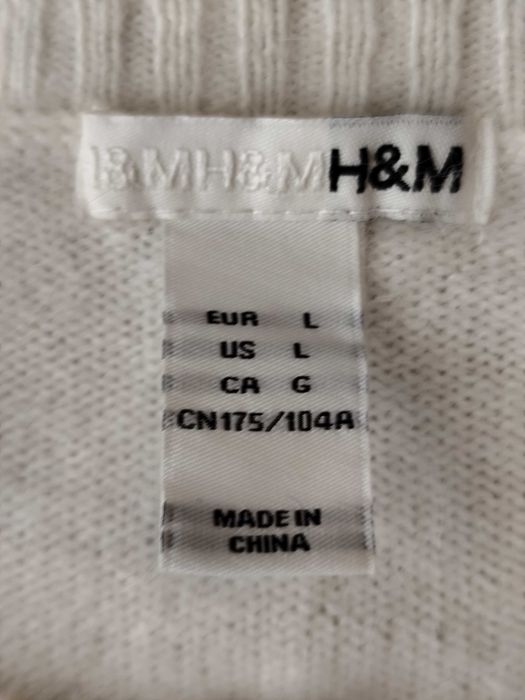 H&MH&MH&M
EUR L
US L
CA G
CN175/104A
MADE IN
CHINA